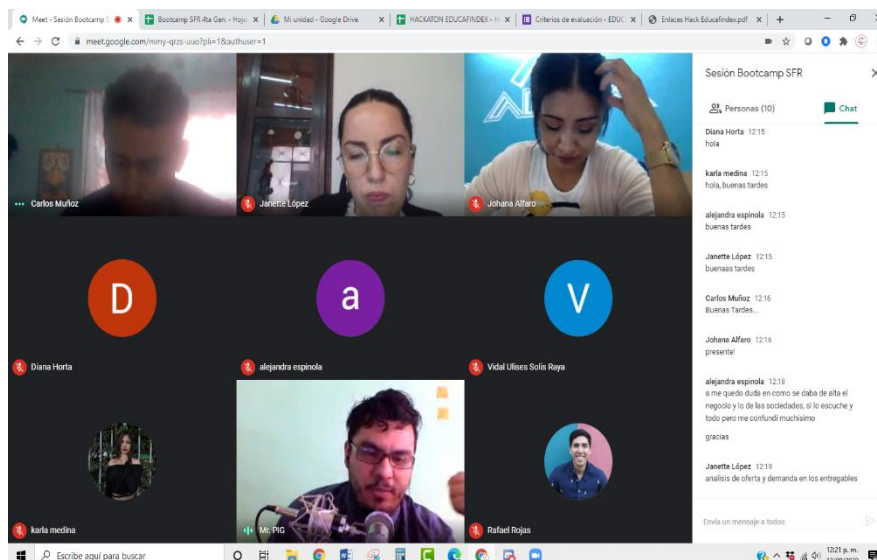 Meet - Sesión Bootcamp S
Bootcamp SFR 4ta Gen. - Hoja
Mi unidad - Google Drive
HACKATON EDUCAFINDEX - H
Criterios de evaluación - EDUC
Enlaces Hack Educafindex.pdf
meet.google.com/mmy-qrzs-uuo?pli=1&authuser=1
Sesión Bootcamp SFR
Personas (10)
Chat
Diana Horta 12:15
hola
karla medina 12:15
hola, buenas tardes
alejandra espinola 12:15
buenas tardes
Janette López 12:15
buenaas tardes
Carlos Muñoz 12:16
Buenas Tardes...
Johana Alfaro 12:16
presente!
alejandra espinola 12:18
a me quedo duda en como se daba de alta el
negocio y lo de las sociedades, si lo escuche y
todo pero me confundí muchisimo
gracias
Janette López 12:19
analisis de oferta y demanda en los entregables
Envía un mensaje a todos
Carlos Muñoz
Janette López
Johana Alfaro
D
a
V
Diana Horta
alejandra espinola
Vidal Ulises Solís Raya
karla medina
Mr. PIG
Rafael Rojas
Escribe aquí para buscar
12:21 p. m.